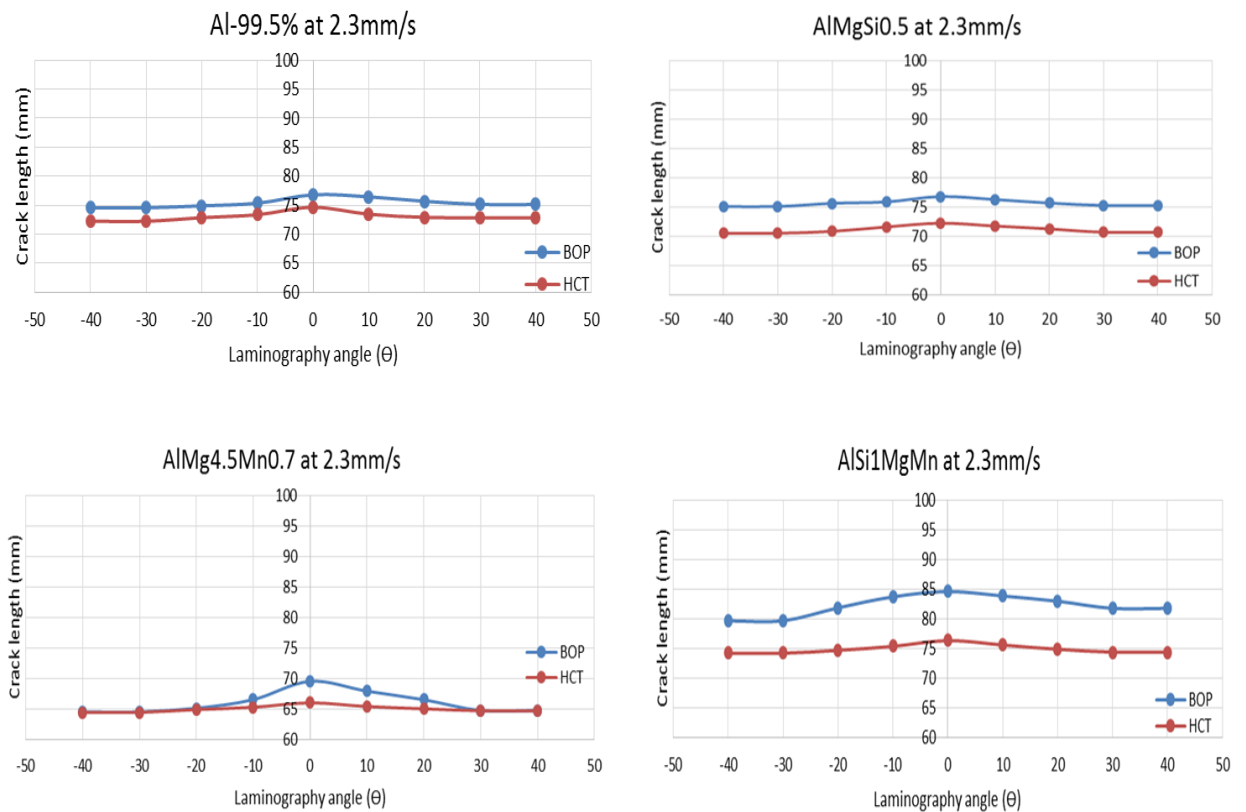 Al-99.5% at 2.3mm/s
Crack length (mm)
100
95
90
85
80
75
70
65
60
BOP
HCT
-50 -40 -30 -20 -10 0 10 20 30 40 50
Laminography angle (Θ)
AlMgSi0.5 at 2.3mm/s
Crack length (mm)
100
95
90
85
80
75
70
65
60
BOP
HCT
-50 -40 -30 -20 -10 0 10 20 30 40 50
Laminography angle (Θ)
AlMg4.5Mn0.7 at 2.3mm/s
Crack length (mm)
100
95
90
85
80
75
70
65
60
BOP
HCT
-50 -40 -30 -20 -10 0 10 20 30 40 50
Laminography angle (Θ)
AlSi1MgMn at 2.3mm/s
Crack length (mm)
100
95
90
85
80
75
70
65
60
BOP
HCT
-50 -40 -30 -20 -10 0 10 20 30 40 50
Laminography angle (Θ)